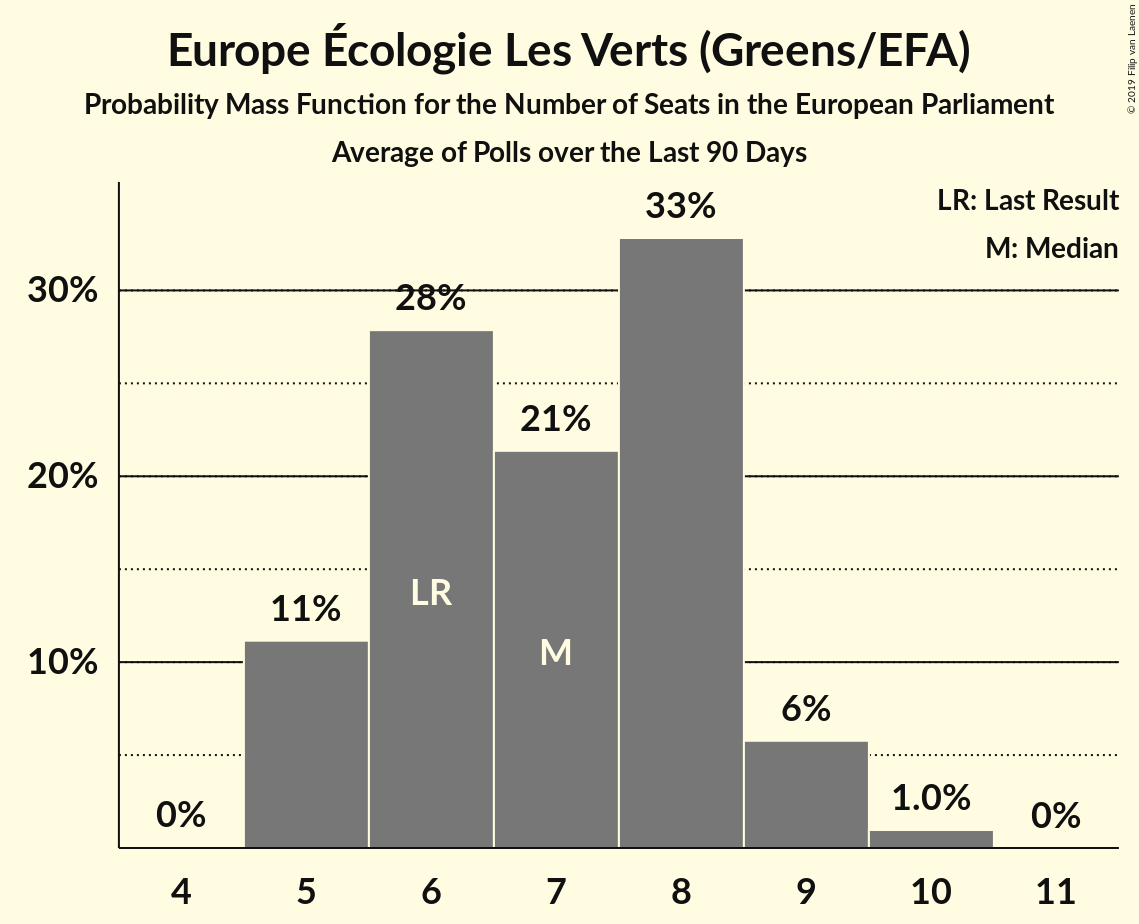 Europe Écologie Les Verts (Greens/EFA)
Probability Mass Function for the Number of Seats in the European Parliament
Average of Polls over the Last 90 Days
© 2019 Filip van Laenen
LR: Last Result
M: Median
33%
30%
28%
21%
20%
LR
11%
M
10%
6%
1.0%
0%
0%
4 5 6 7 8 9 10 11